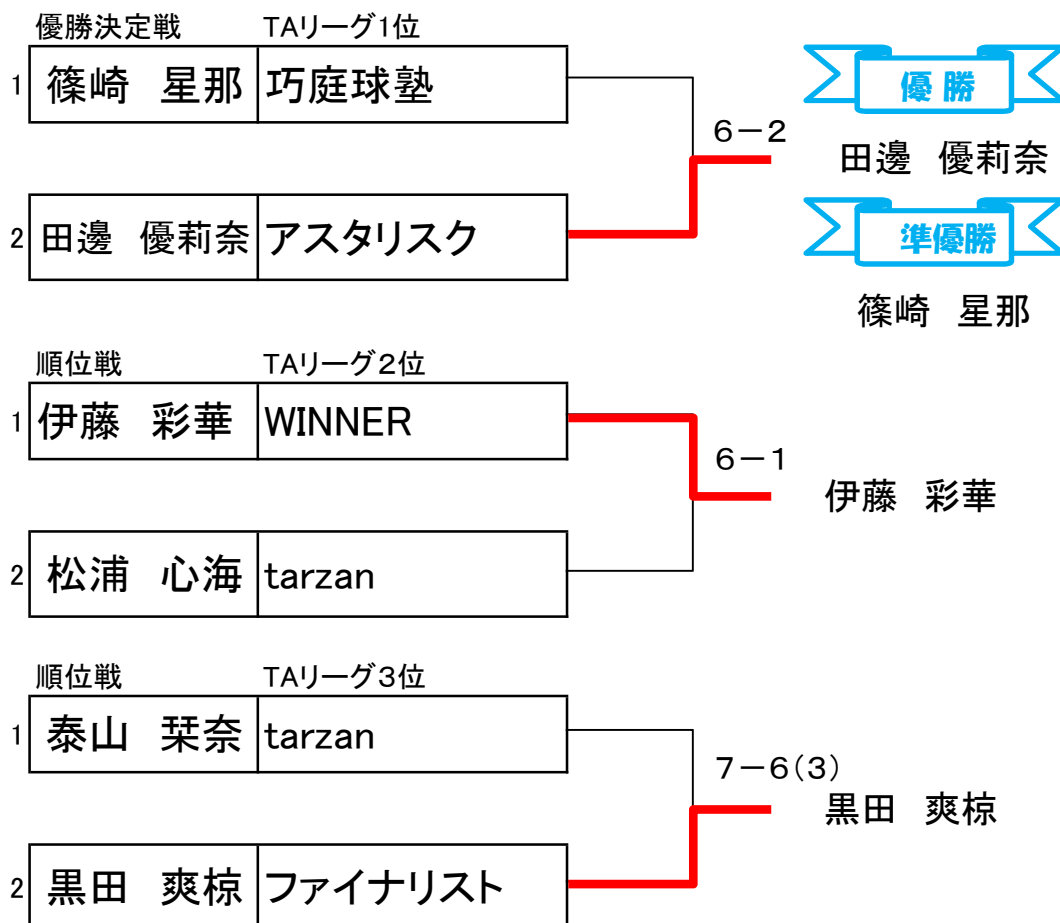 優勝決定戦 TAリーグ1位
1 篠崎 星那 巧庭球塾
優勝
6－2
田邊 優莉奈
2 田邊 優莉奈 アスタリスク
準優勝
篠崎 星那
順位戦 TAリーグ２位
1 伊藤 彩華 WINNER
6－1
伊藤 彩華
2 松浦 心海 tarzan
順位戦 TAリーグ３位
1 泰山 栞奈 tarzan
7－6(3)
黒田 爽椋
2 黒田 爽椋 ファイナリスト